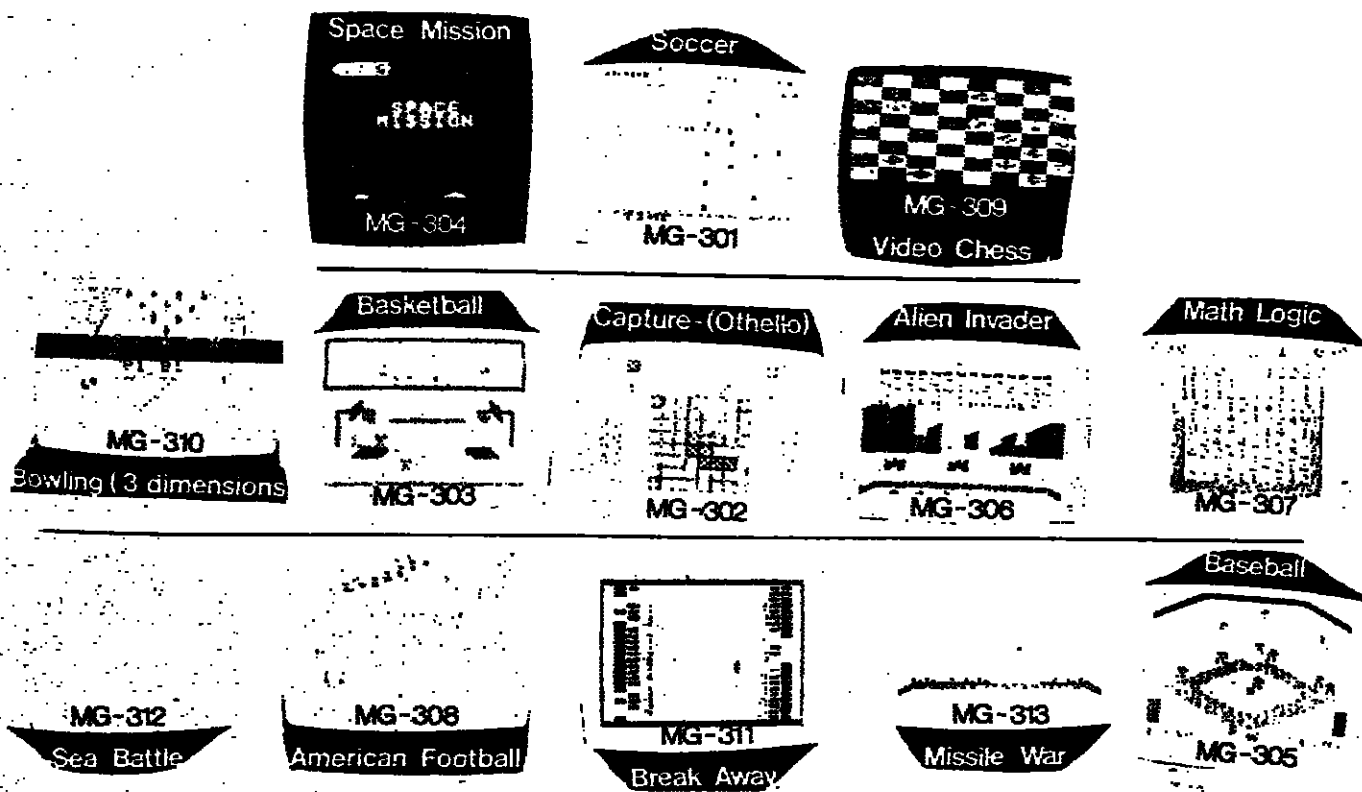 Space Mission
SPACE
MISSION
MG-304
Soccer
MG-301
MG-309
Video Chess
MG-310
Bowling (3 dimensions
Basketball
MG-303
Capture-(Othello)
MG-302
Alien Invader
MG-306
Math Logic
MG-307
MG-312
Sea Battle
MG-308
American Football
MG-311
Break Away
MG-313
Missile War
Baseball
MG-305